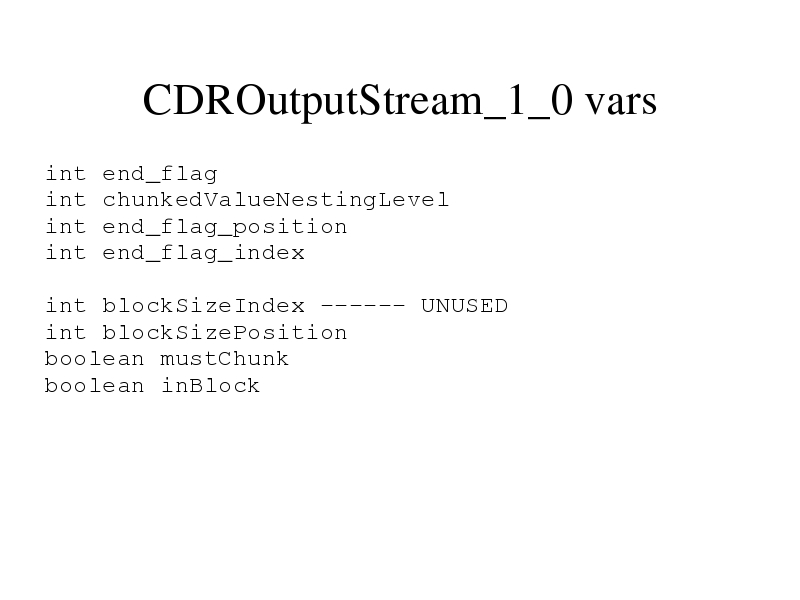 CDROutputStream_1_0 vars
int end_flag
int chunkedValueNestingLevel
int end_flag_position
int end_flag_index
int blockSizeIndex ------ UNUSED
int blockSizePosition
boolean mustChunk
boolean inBlock